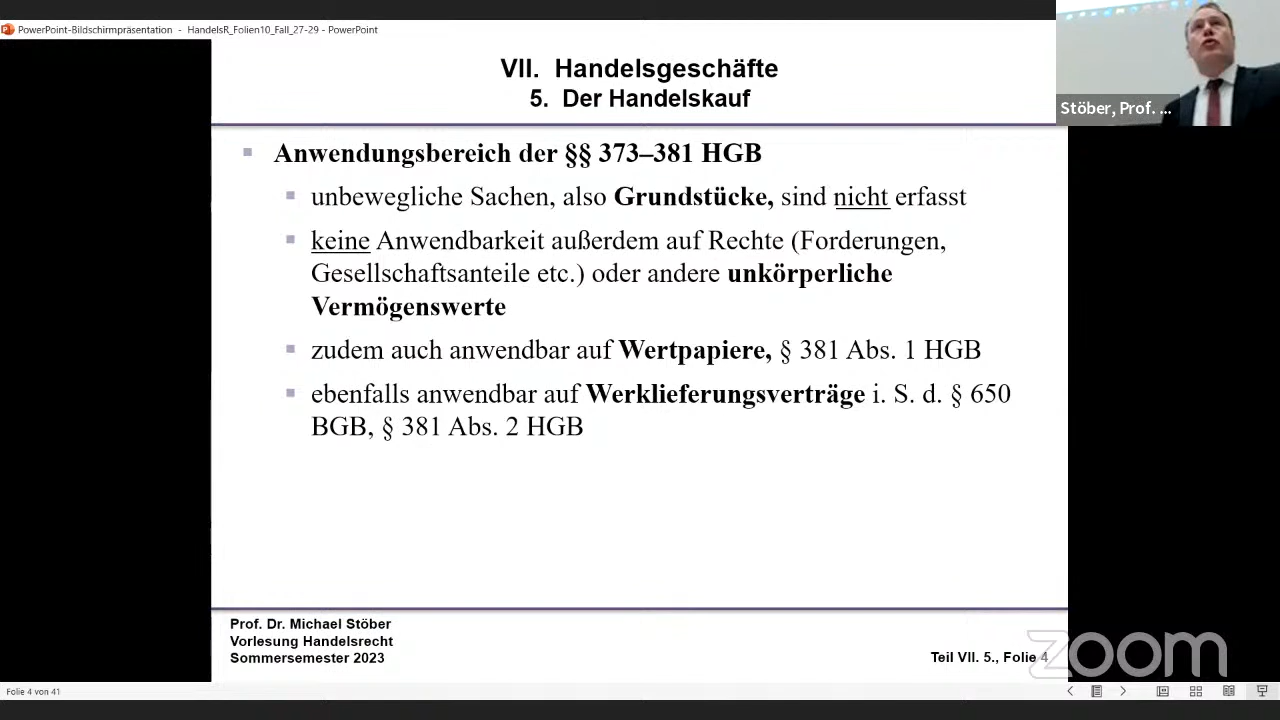 PowerPoint-Bildschirmpräsentation - HandelsR_Folien10_Fall_27-29 - PowerPoint
VII. Handelsgeschäfte
5. Der Handelskauf
Stöber, Prof. ...
Anwendungsbereich der §§ 373–381 HGB
unbewegliche Sachen, also Grundstücke, sind nicht erfasst
keine Anwendbarkeit außerdem auf Rechte (Forderungen,
Gesellschaftsanteile etc.) oder andere unkörperliche
Vermögenswerte
zudem auch anwendbar auf Wertpapiere, § 381 Abs. 1 HGB
ebenfalls anwendbar auf Werklieferungsverträge i. S. d. § 650
BGB, § 381 Abs. 2 HGB
Prof. Dr. Michael Stöber
Vorlesung Handelsrecht
Sommersemester 2023
Teil VII. 5., Folie 4
zoom
Folie 4 von 41